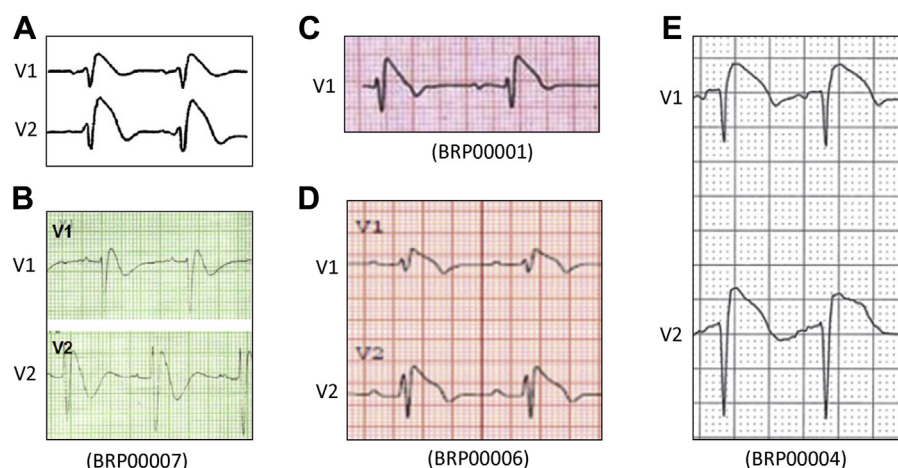 A
V1
V2
B
V1
V1
V2
V2
(BRP00007)
C
V1
(BRP00001)
D
V1
V1
V2
V2
(BRP00006)
E
V1
V2
(BRP00004)